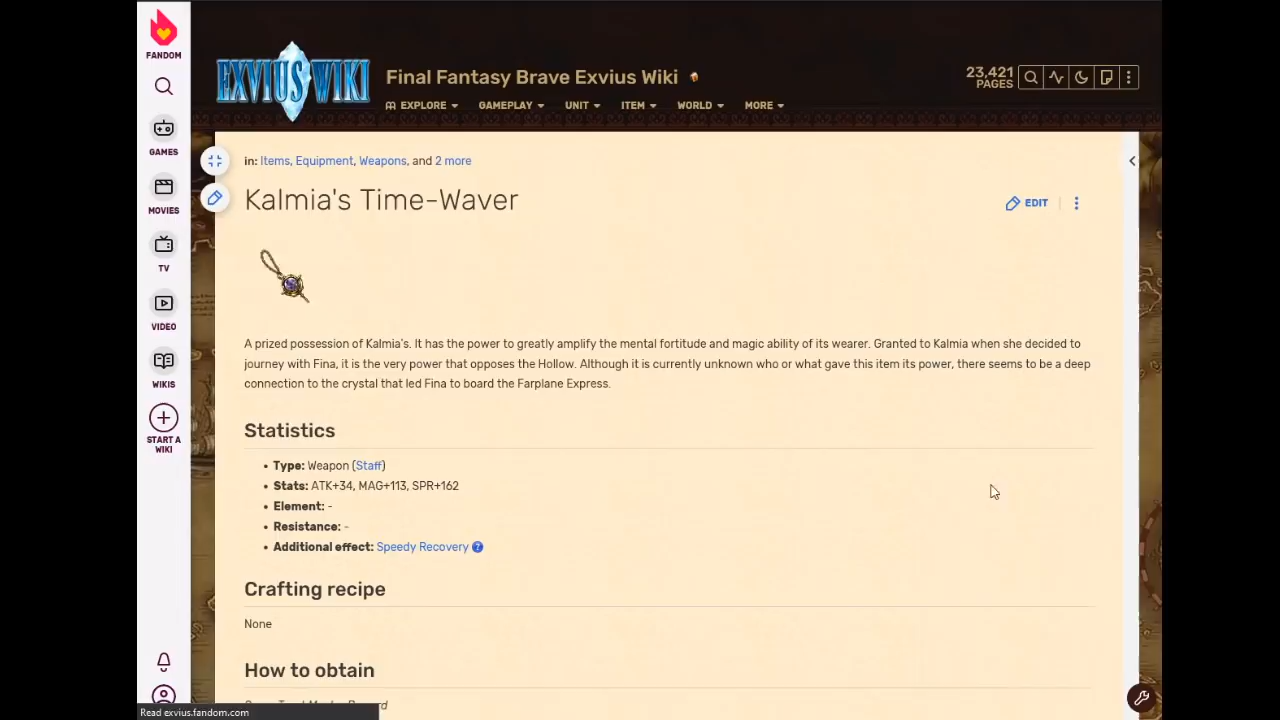 FANDOM
GAMES
MOVIES
TV
VIDEO
WIKIS
START A
WIKI
EXVIUS WIKI
Final Fantasy Brave Exvius Wiki
23,421
PAGES
EXPLORE
GAMEPLAY
UNIT
ITEM
WORLD
MORE
in: Items, Equipment, Weapons, and 2 more
Kalmia's Time-Waver
EDIT
A prized possession of Kalmia's. It has the power to greatly amplify the mental fortitude and magic ability of its wearer. Granted to Kalmia when she decided to
journey with Fina, it is the very power that opposes the Hollow. Although it is currently unknown who or what gave this item its power, there seems to be a deep
connection to the crystal that led Fina to board the Farplane Express.
Statistics
• Type: Weapon (Staff)
• Stats: ATK+34, MAG+113, SPR+162
• Element: -
• Resistance: -
• Additional effect: Speedy Recovery ?
Crafting recipe
None
How to obtain
Read exvius.fandom.com